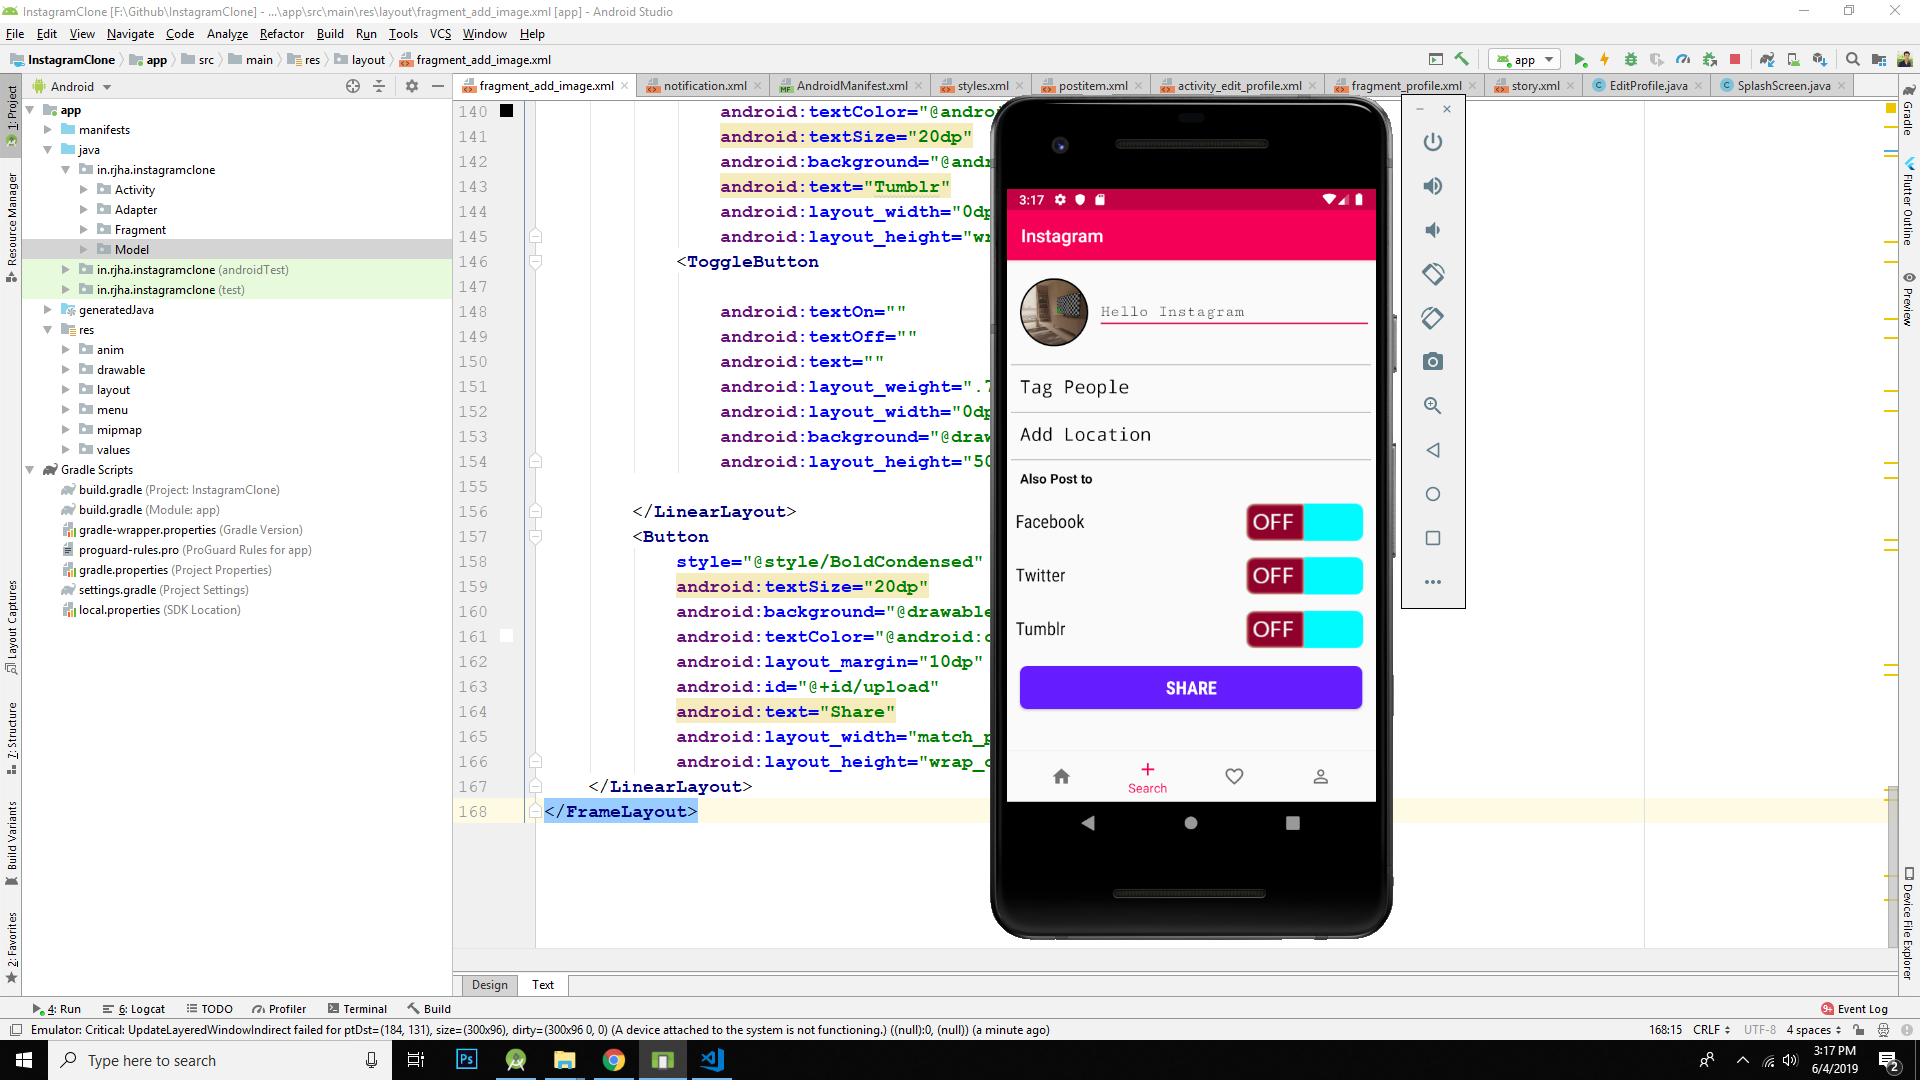 InstagramClone [F:\Github\InstagramClone] - ...\app\src\main\res\layout\fragment_add_image.xml [app] - Android Studio
File Edit View Navigate Code Analyze Refactor Build Run Tools VCS Window Help
InstagramClone app src main res layout fragment_add_image.xml
app
Android
fragment_add_image.xml notification.xml AndroidManifest.xml styles.xml postitem.xml activity_edit_profile.xml fragment_profile.xml story.xml EditProfile.java SplashScreen.java
1: Project
Resource Manager
Layout Captures
7: Structure
Build Variants
2: Favorites
app
manifests
java
in.rjha.instagramclone
Activity
Adapter
Fragment
Model
in.rjha.instagramclone (androidTest)
in.rjha.instagramclone (test)
generatedJava
res
anim
drawable
layout
menu
mipmap
values
Gradle Scripts
build.gradle (Project: InstagramClone)
build.gradle (Module: app)
gradle-wrapper.properties (Gradle Version)
proguard-rules.pro (ProGuard Rules for app)
gradle.properties (Project Properties)
settings.gradle (Project Settings)
local.properties (SDK Location)
140 android:textColor="@andro
141 android:textSize="20dp"
142 android:background="@andr
143 android:text="Tumblr"
144 android:layout_width="0dp
145 android:layout_height="wr
146 <ToggleButton
147
148 android:textOn=""
149 android:textOff=""
150 android:text=""
151 android:layout_weight=".7
152 android:layout_width="0dp
153 android:background="@draw
154 android:layout_height="50
155
156 </LinearLayout>
157 <Button
158 style="@style/BoldCondensed"
159 android:textSize="20dp"
160 android:background="@drawable
161 android:textColor="@android:c
162 android:layout_margin="10dp"
163 android:id="@+id/upload"
164 android:text="Share"
165 android:layout_width="match_p
166 android:layout_height="wrap_c
167 </LinearLayout>
168 </FrameLayout>
3:17
Instagram
Hello Instagram
Tag People
Add Location
Also Post to
Facebook OFF
Twitter OFF
Tumblr OFF
SHARE
Search
Gradle
Flutter Outline
Preview
Device File Explorer
Design Text
4: Run 6: Logcat TODO Profiler Terminal Build
9+ Event Log
Emulator: Critical: UpdateLayeredWindowIndirect failed for ptDst=(184, 131), size=(300x96), dirty=(300x96 0, 0) (A device attached to the system is not functioning.) ((null):0, (null)) (a minute ago)
168:15 CRLF UTF-8 4 spaces
Type here to search
Ps
3:17 PM
6/4/2019
2